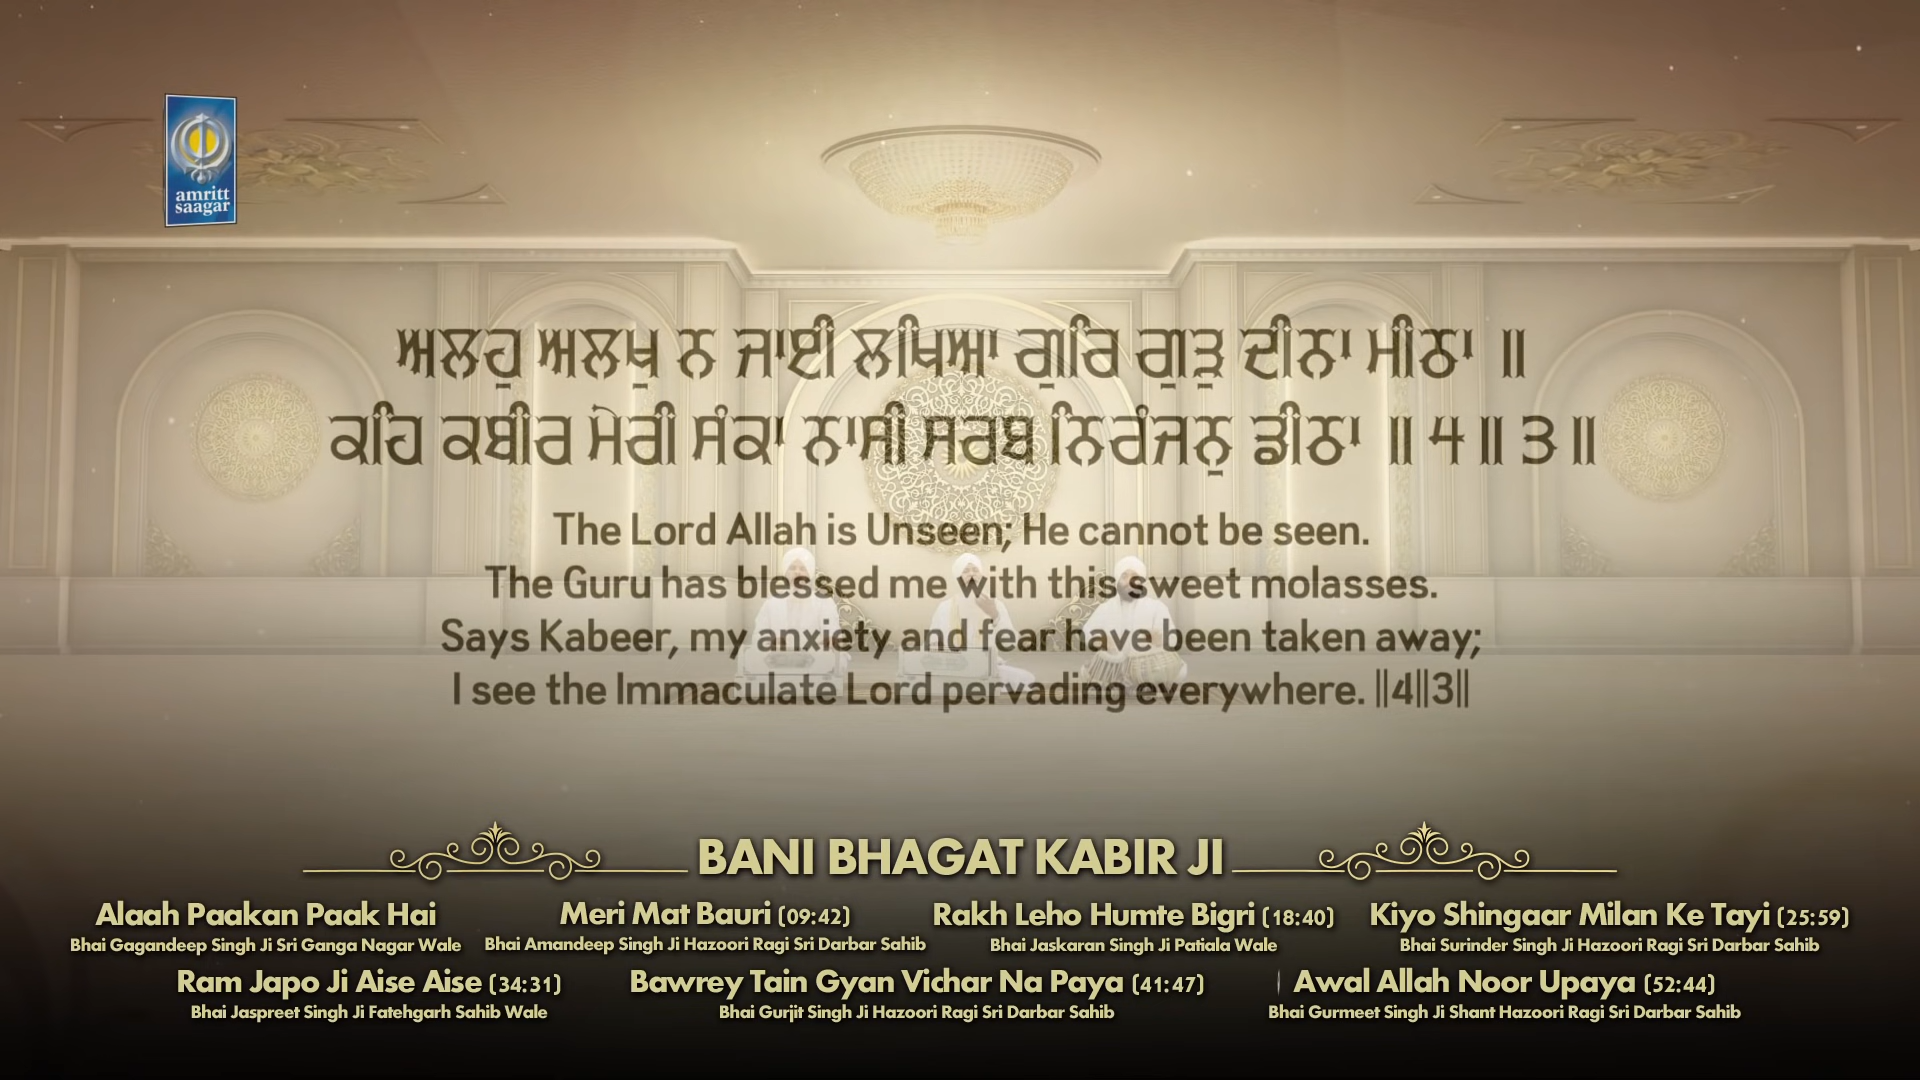 amritt
saagar
ਅਲਹੁ ਅਲਖੁ ਨ ਜਾਈ ਲਖਿਆ ਗੁਰਿ ਗੁੜੁ ਦੀਨਾ ਮੀਠਾ ॥
ਕਹਿ ਕਬੀਰ ਮੇਰੀ ਸੰਕਾ ਨਾਸੀ ਸਰਬ ਨਿਰੰਜਨੁ ਡੀਠਾ ॥੪॥੩॥
The Lord Allah is Unseen; He cannot be seen.
The Guru has blessed me with this sweet molasses.
Says Kabeer, my anxiety and fear have been taken away;
I see the Immaculate Lord pervading everywhere. ||4||3||
BANI BHAGAT KABIR JI
Alaah Paakan Paak Hai Meri Mat Bauri (09:42) Rakh Leho Humte Bigri (18:40) Kiyo Shingaar Milan Ke Tayi (25:59)
Bhai Gagandeep Singh Ji Sri Ganga Nagar Wale Bhai Amandeep Singh Ji Hazoori Ragi Sri Darbar Sahib Bhai Jaskaran Singh Ji Patiala Wale Bhai Surinder Singh Ji Hazoori Ragi Sri Darbar Sahib
Ram Japo Ji Aise Aise (34:31) Bawrey Tain Gyan Vichar Na Paya (41:47) Awal Allah Noor Upaya (52:44)
Bhai Jaspreet Singh Ji Fatehgarh Sahib Wale Bhai Gurjit Singh Ji Hazoori Ragi Sri Darbar Sahib Bhai Gurmeet Singh Ji Shant Hazoori Ragi Sri Darbar Sahib